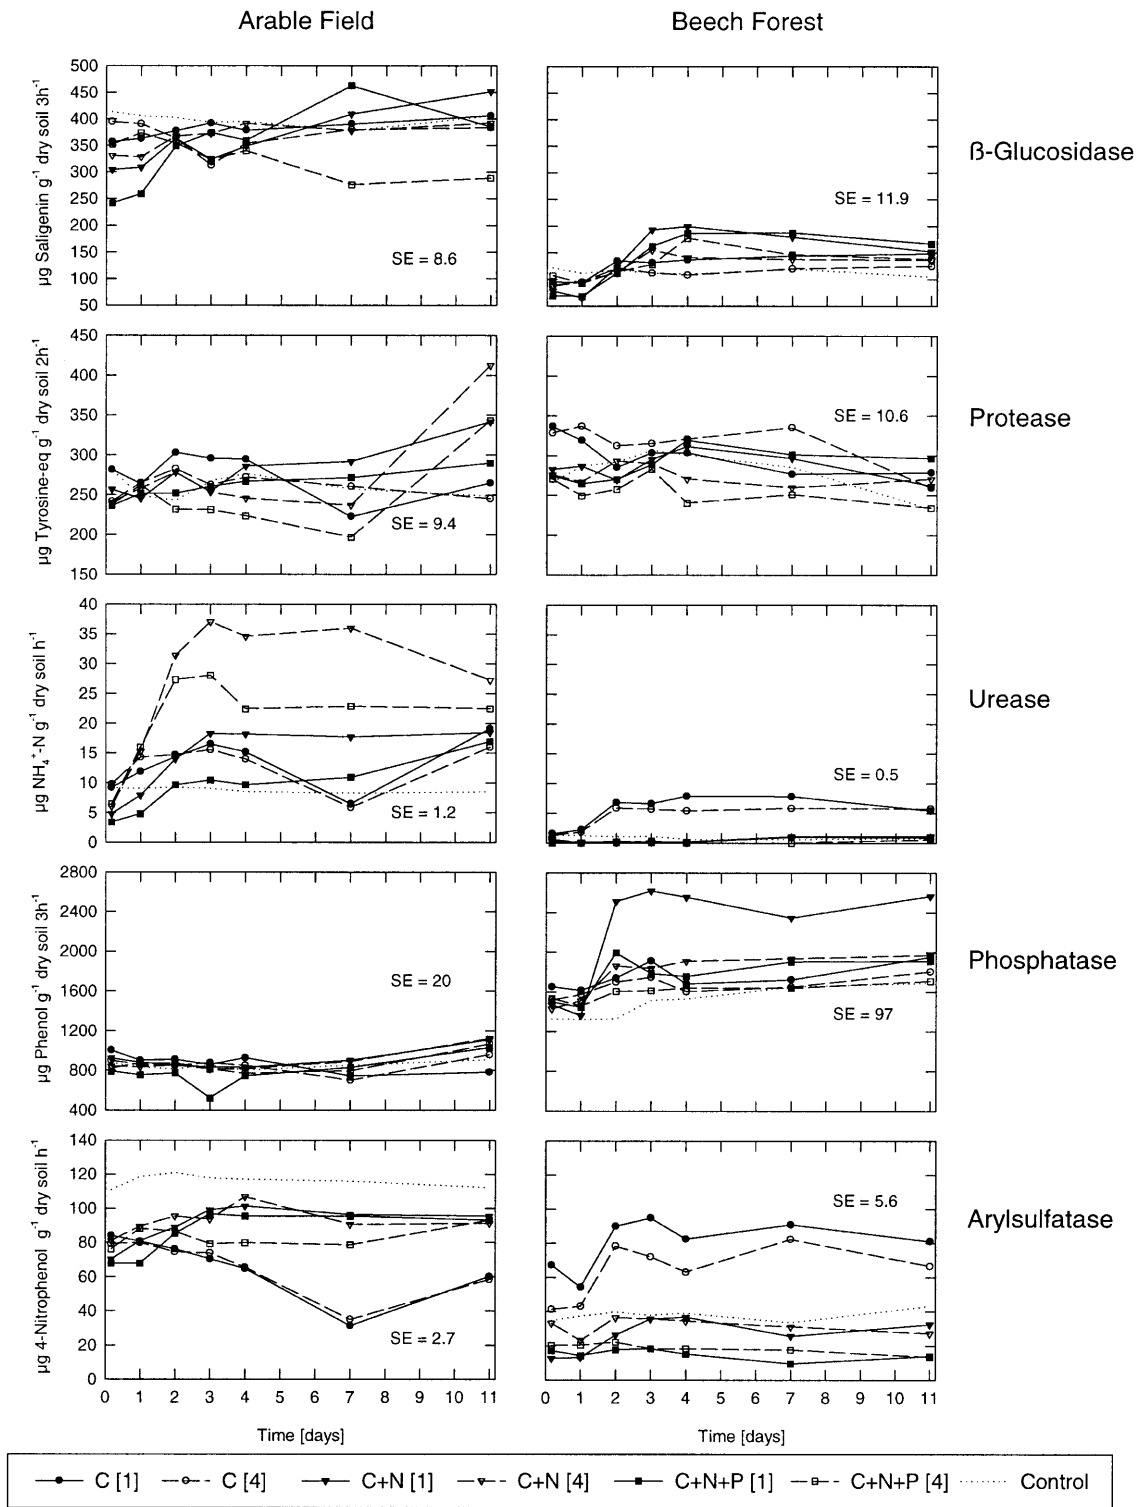 Arable Field Beech Forest
µg Saligenin g⁻¹ dry soil 3h⁻¹
500
450
400
350
300
250
200
150
100
50
SE = 8.6
SE = 11.9
ß-Glucosidase
µg Tyrosine-eq g⁻¹ dry soil 2h⁻¹
450
400
350
300
250
200
150
SE = 9.4
SE = 10.6
Protease
µg NH₄⁺-N g⁻¹ dry soil h⁻¹
40
35
30
25
20
15
10
5
0
SE = 1.2
SE = 0.5
Urease
µg Phenol g⁻¹ dry soil 3h⁻¹
2800
2400
2000
1600
1200
800
400
SE = 20
SE = 97
Phosphatase
µg 4-Nitrophenol g⁻¹ dry soil h⁻¹
140
120
100
80
60
40
20
0
SE = 2.7
SE = 5.6
Arylsulfatase
0 1 2 3 4 5 6 7 8 9 10 11 0 1 2 3 4 5 6 7 8 9 10 11
Time [days] Time [days]
C [1] C [4] C+N [1] C+N [4] C+N+P [1] C+N+P [4] Control